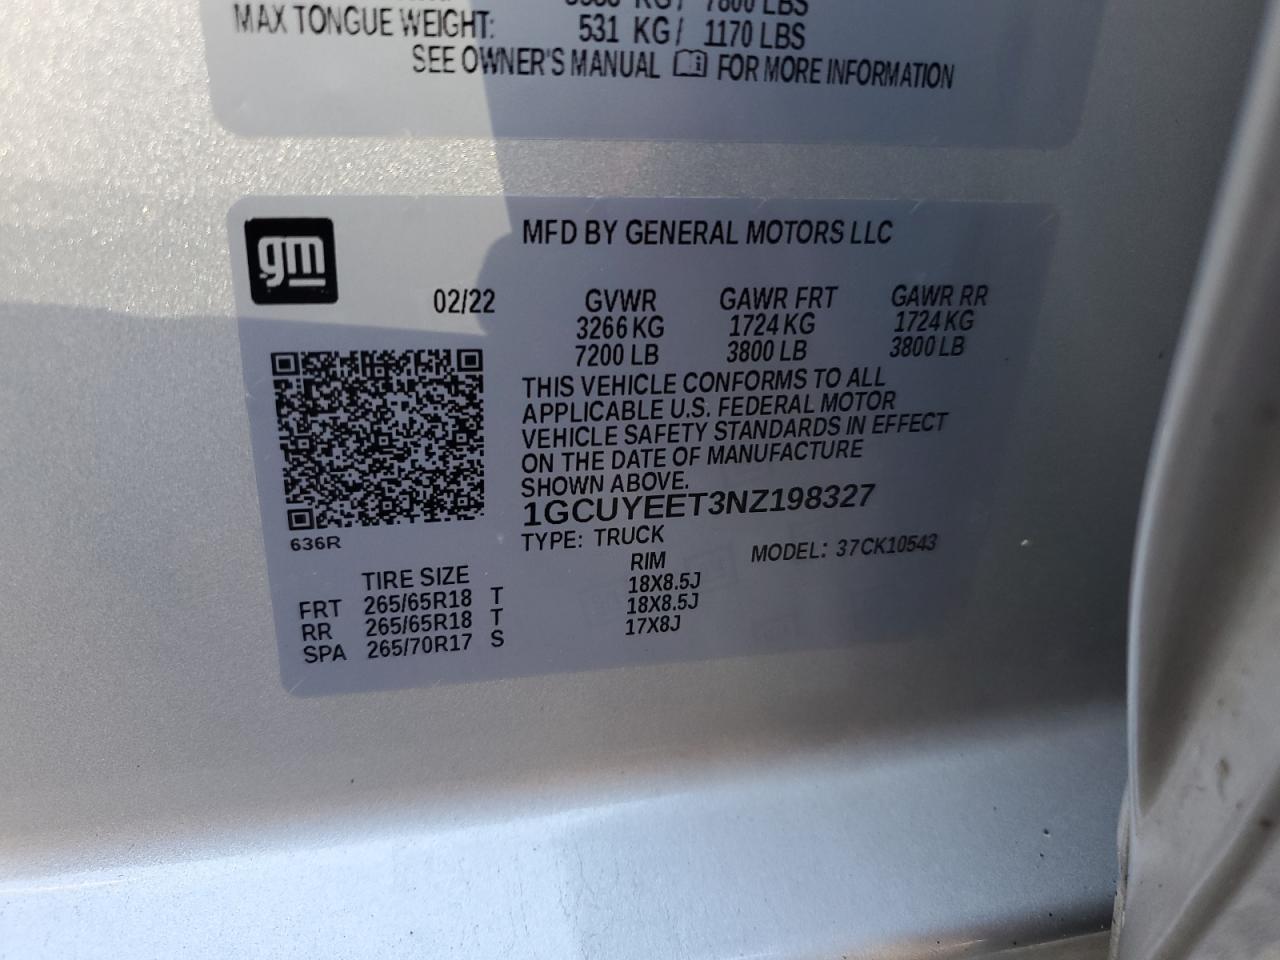 7800 LBS
MAX TONGUE WEIGHT: 531 KG/ 1170 LBS
SEE OWNER'S MANUAL FOR MORE INFORMATION
gm
MFD BY GENERAL MOTORS LLC
02/22 GVWR GAWR FRT GAWR RR
3266 KG 1724 KG 1724 KG
7200 LB 3800 LB 3800 LB
THIS VEHICLE CONFORMS TO ALL
APPLICABLE U.S. FEDERAL MOTOR
VEHICLE SAFETY STANDARDS IN EFFECT
ON THE DATE OF MANUFACTURE
SHOWN ABOVE.
1GCUYEET3NZ198327
636R
TYPE: TRUCK MODEL: 37CK10543
TIRE SIZE RIM
FRT 265/65R18 T 18X8.5J
RR 265/65R18 T 18X8.5J
SPA 265/70R17 S 17X8J